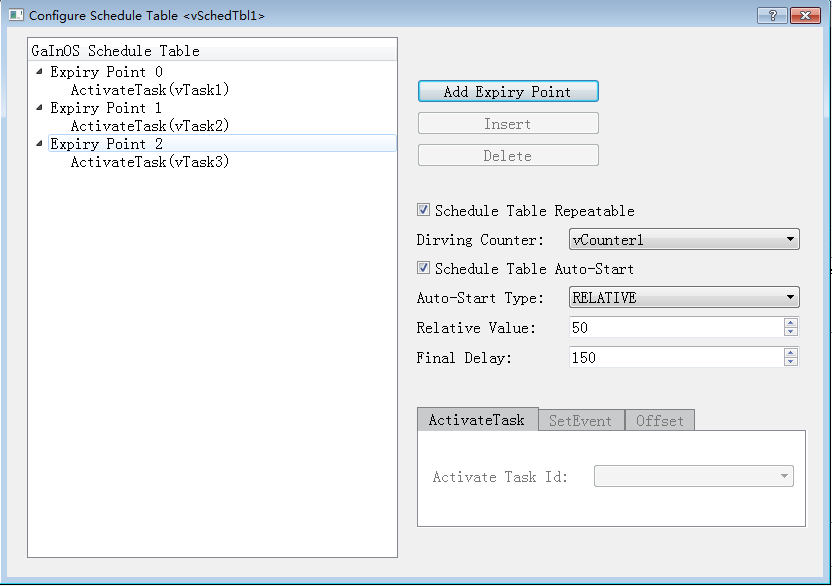 Configure Schedule Table <vSchedTbl1>
GaInOS Schedule Table
Expiry Point 0
ActivateTask(vTask1)
Expiry Point 1
ActivateTask(vTask2)
Expiry Point 2
ActivateTask(vTask3)
Add Expiry Point
Insert
Delete
Schedule Table Repeatable
Dirving Counter: vCounter1
Schedule Table Auto-Start
Auto-Start Type: RELATIVE
Relative Value: 50
Final Delay: 150
ActivateTask SetEvent Offset
Activate Task Id: